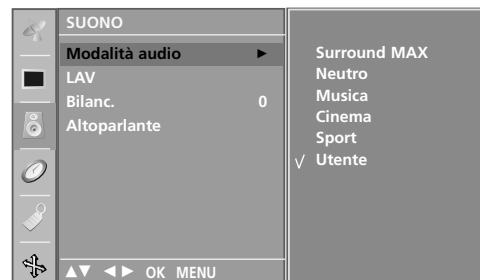 SUONO
Modalità audio ►
LAV
Bilanc. 0
Altoparlante
▲▼ ◄► OK MENU
Surround MAX
Neutro
Musica
Cinema
Sport
√ Utente